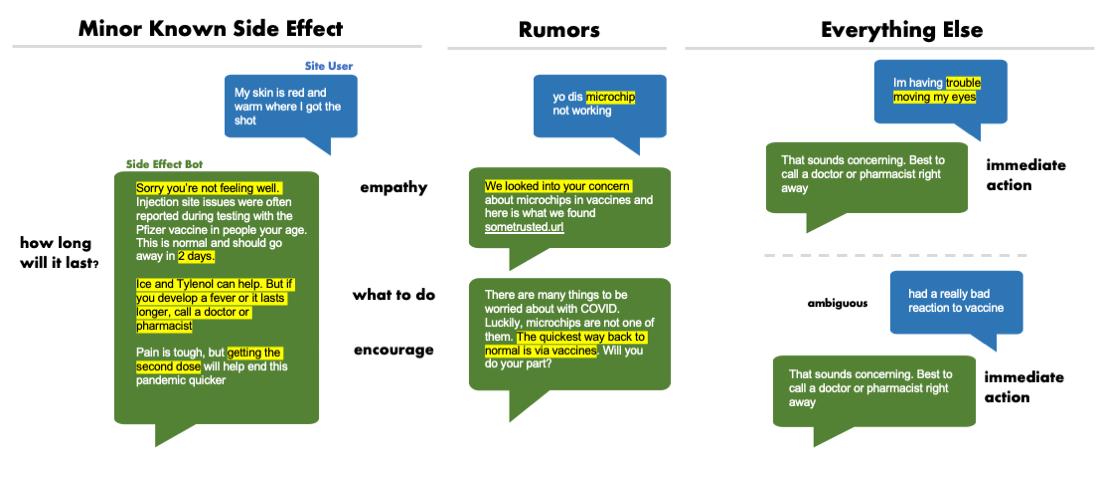 Minor Known Side Effect
Site User
My skin is red and
warm where I got the
shot
Side Effect Bot
Sorry you're not feeling well.
Injection site issues were often
reported during testing with the
Pfizer vaccine in people your age.
This is normal and should go
away in 2 days.
Ice and Tylenol can help. But if
you develop a fever or it lasts
longer, call a doctor or
pharmacist
Pain is tough, but getting the
second dose will help end this
pandemic quicker
how long
will it last?
empathy
what to do
encourage
Rumors
yo dis microchip
not working
We looked into your concern
about microchips in vaccines and
here is what we found
sometrusted.url
There are many things to be
worried about with COVID.
Luckily, microchips are not one of
them. The quickest way back to
normal is via vaccines. Will you
do your part?
Everything Else
Im having trouble
moving my eyes
That sounds concerning. Best to
call a doctor or pharmacist right
away
immediate
action
ambiguous
had a really bad
reaction to vaccine
That sounds concerning. Best to
call a doctor or pharmacist right
away
immediate
action